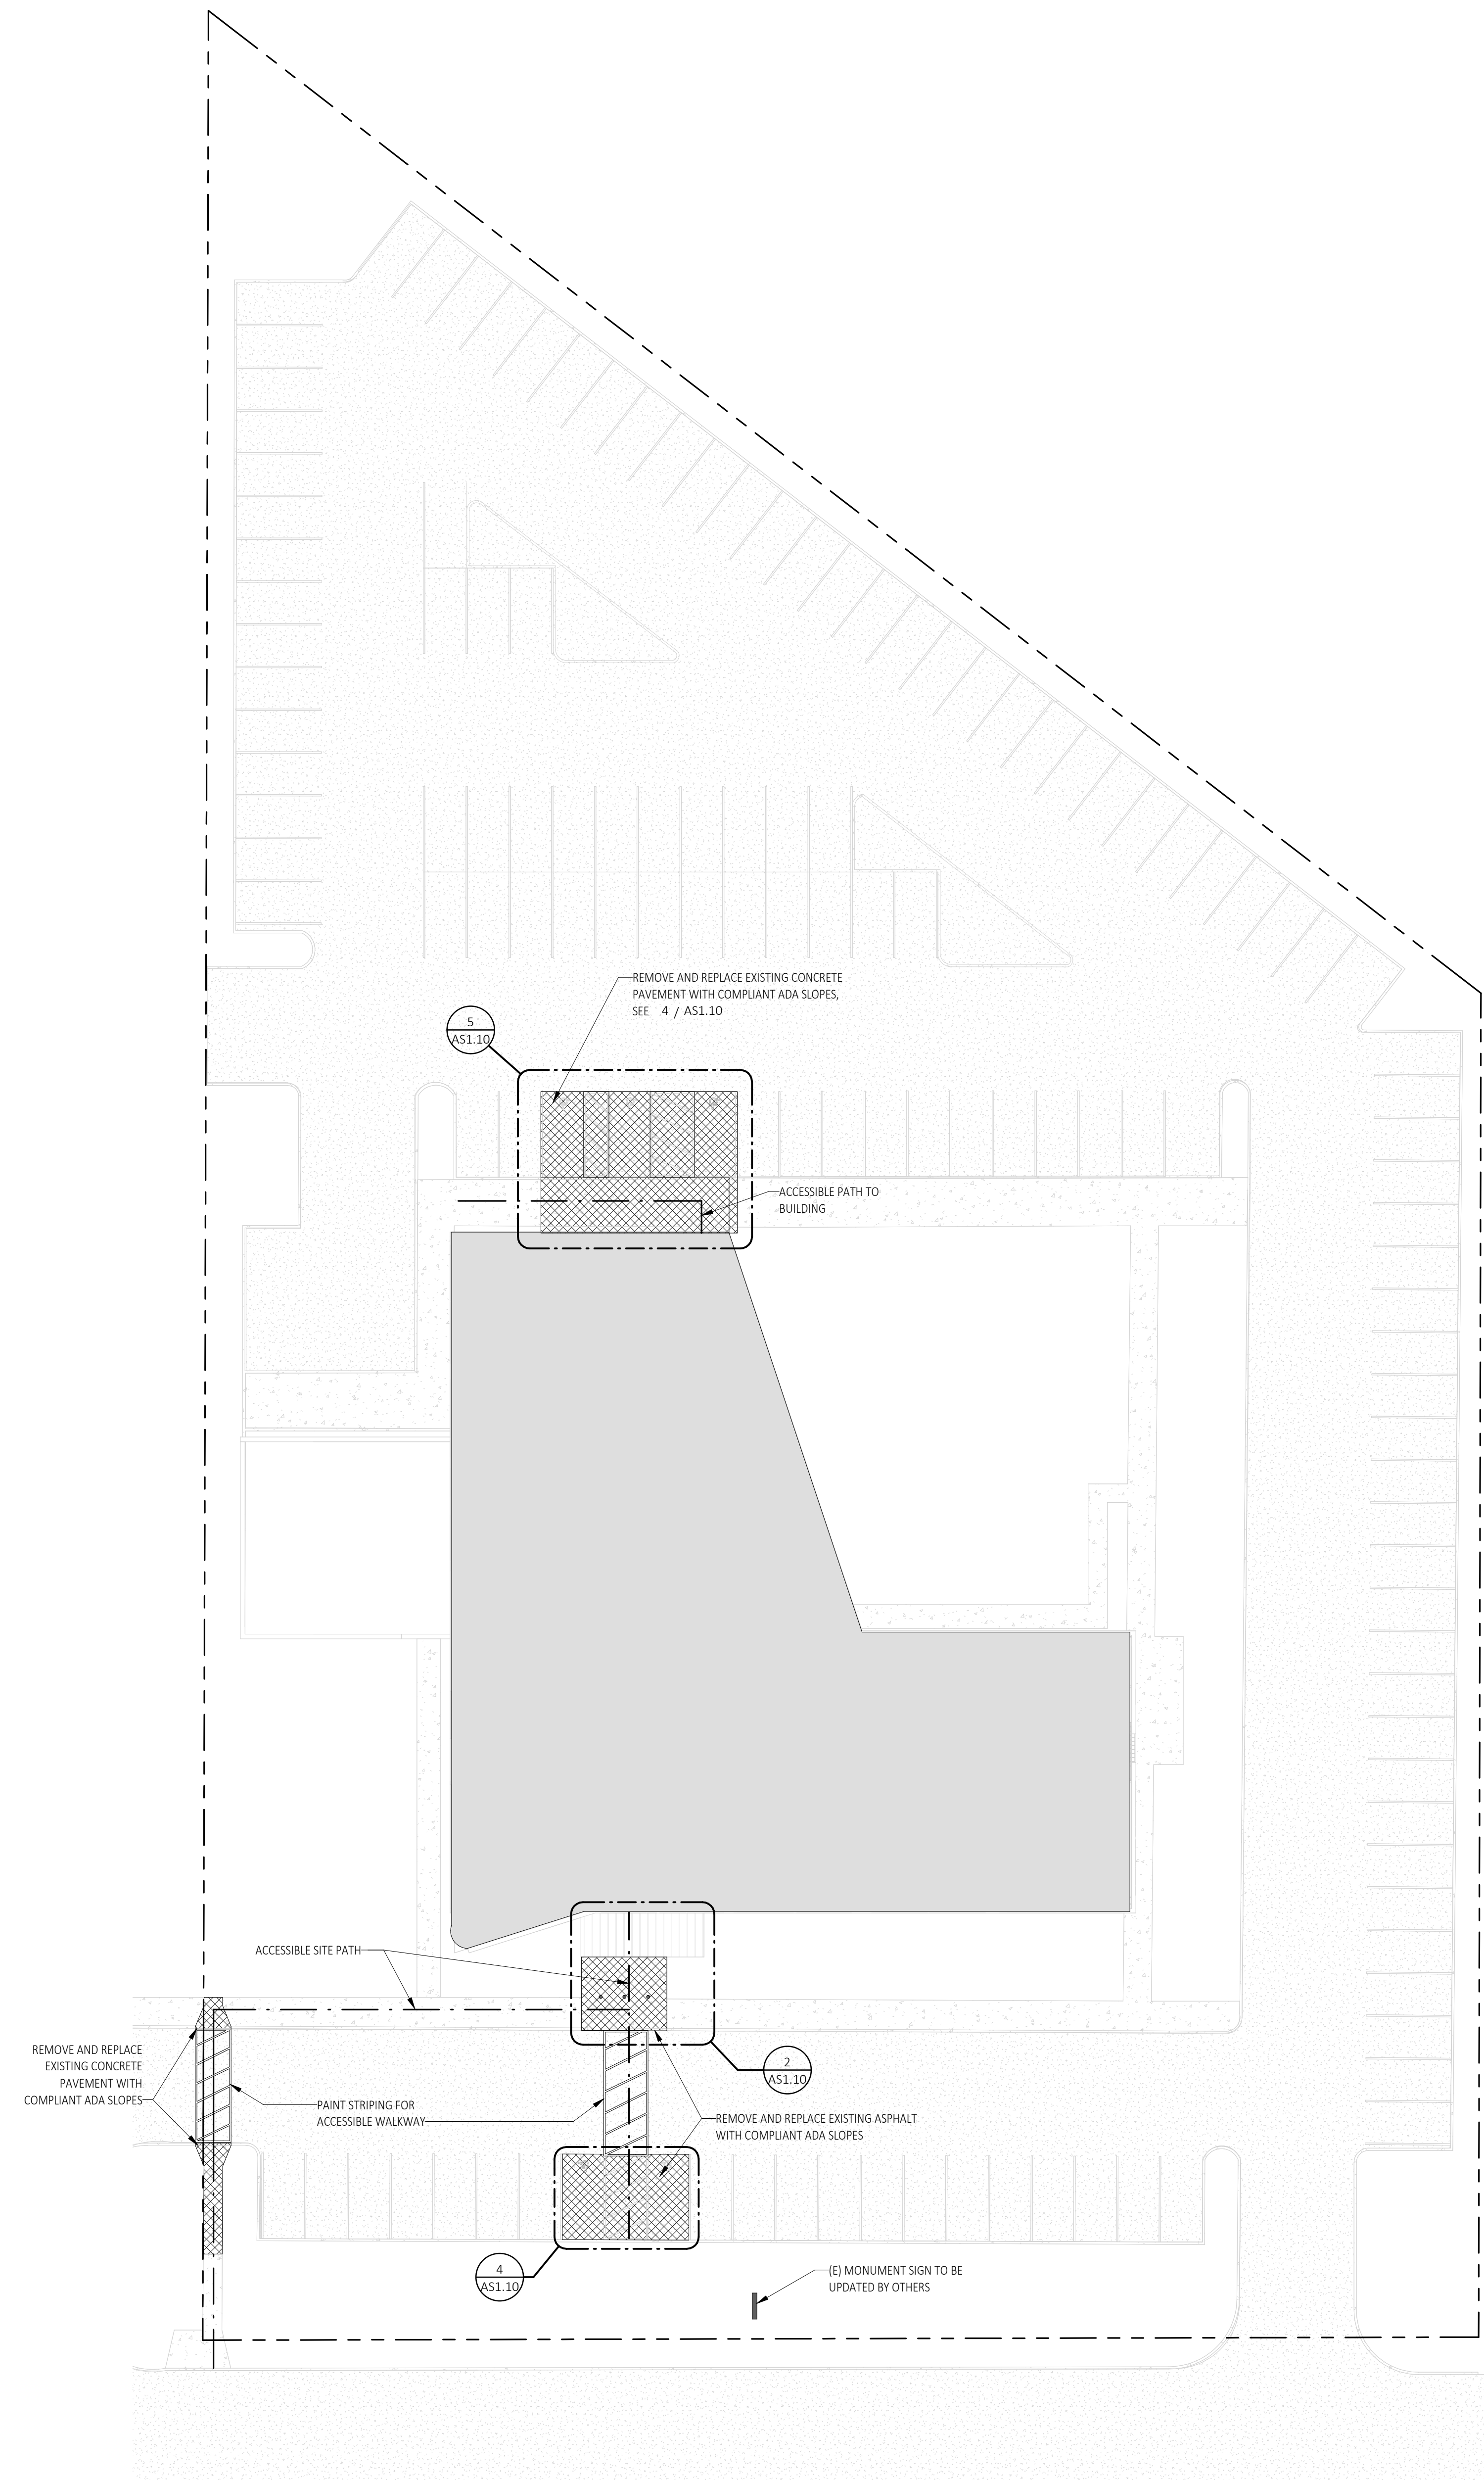 REMOVE AND REPLACE EXISTING CONCRETE
PAVEMENT WITH COMPLIANT ADA SLOPES,
SEE 4 / AS1.10
5
AS1.10
ACCESSIBLE PATH TO
BUILDING
ACCESSIBLE SITE PATH
REMOVE AND REPLACE
EXISTING CONCRETE
PAVEMENT WITH
COMPLIANT ADA SLOPES
2
AS1.10
PAINT STRIPING FOR
ACCESSIBLE WALKWAY
REMOVE AND REPLACE EXISTING ASPHALT
WITH COMPLIANT ADA SLOPES
4
AS1.10
(E) MONUMENT SIGN TO BE
UPDATED BY OTHERS